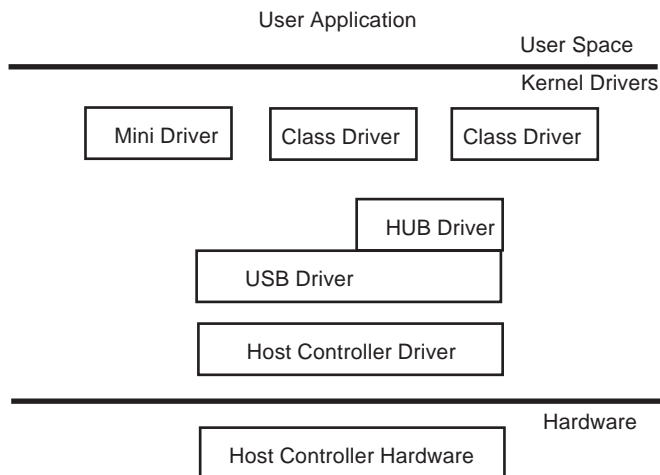 User Application
User Space
Kernel Drivers
Mini Driver
Class Driver
Class Driver
HUB Driver
USB Driver
Host Controller Driver
Hardware
Host Controller Hardware